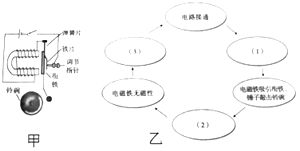 弹簧片
铁片
调节
指针
衔铁
铃碗
甲
电路接通
(1)
电磁铁吸引衔铁
锤子敲击铃碗
(2)
电磁铁无磁性
(3)
乙